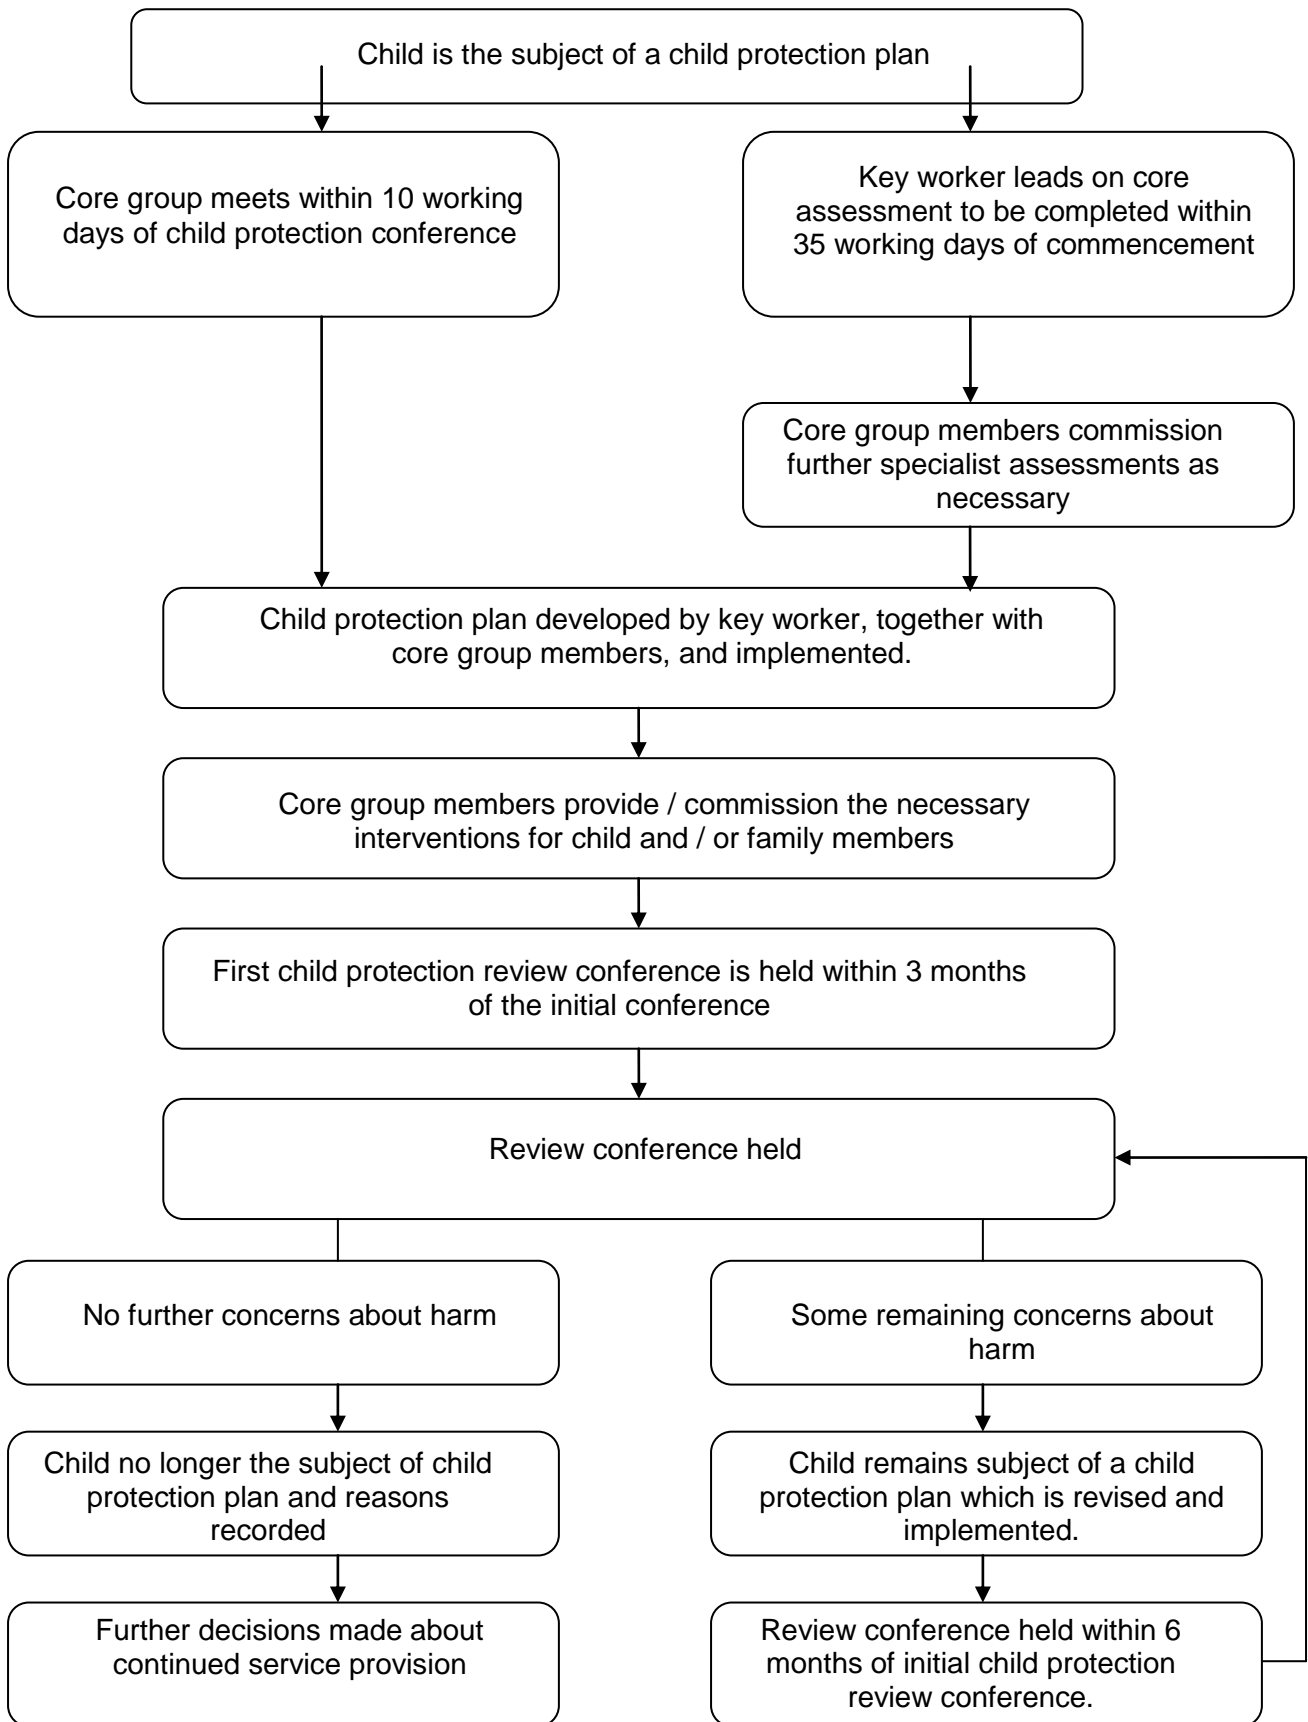 Child is the subject of a child protection plan
Core group meets within 10 working
days of child protection conference
Key worker leads on core
assessment to be completed within
35 working days of commencement
Core group members commission
further specialist assessments as
necessary
Child protection plan developed by key worker, together with
core group members, and implemented.
Core group members provide / commission the necessary
interventions for child and / or family members
First child protection review conference is held within 3 months
of the initial conference
Review conference held
No further concerns about harm
Some remaining concerns about
harm
Child no longer the subject of child
protection plan and reasons
recorded
Child remains subject of a child
protection plan which is revised and
implemented.
Further decisions made about
continued service provision
Review conference held within 6
months of initial child protection
review conference.